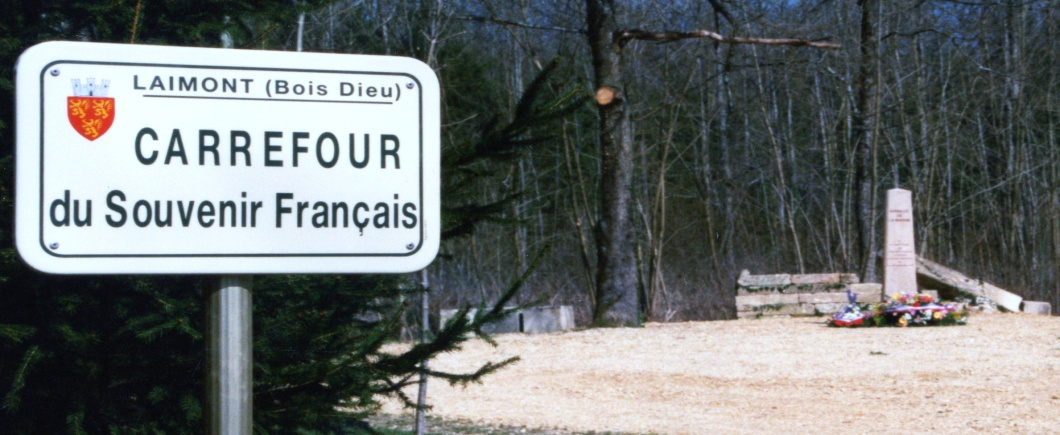 LAIMONT (Bois Dieu)
CARREFOUR
du Souvenir Français